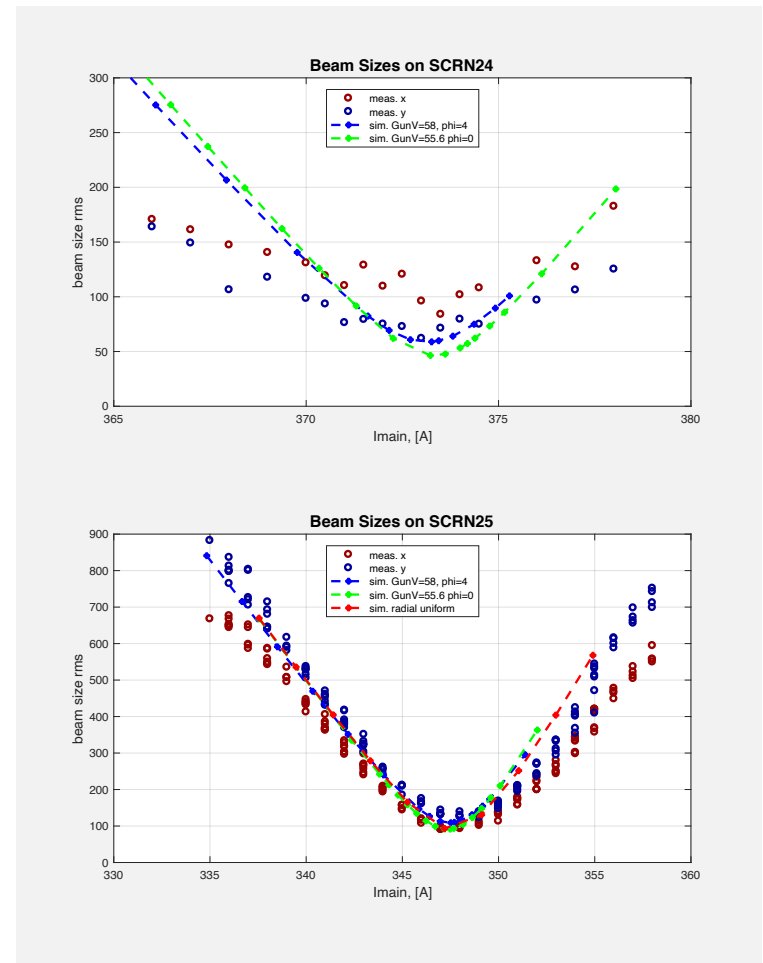 Beam Sizes on SCRN24
300
250
200
150
100
50
0
beam size rms
meas. x
meas. y
sim. GunV=58, phi=4
sim. GunV=55.6 phi=0
365 370 375 380
Imain, [A]
Beam Sizes on SCRN25
900
800
700
600
500
400
300
200
100
0
beam size rms
meas. x
meas. y
sim. GunV=58, phi=4
sim. GunV=55.6 phi=0
sim. radial uniform
330 335 340 345 350 355 360
Imain, [A]